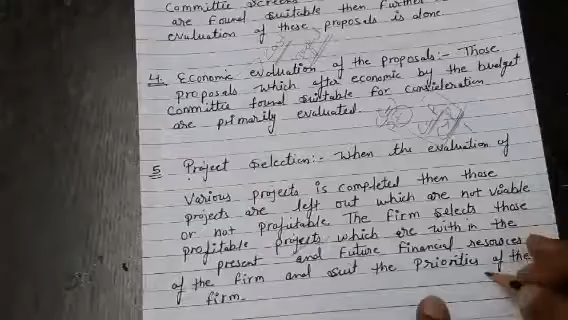 Committie screens
are found suitable then further
evaluation of these proposals is done
4. Economic evaluation of the proposals:- Those
proposals which after economic by the budget
Committie found suitable for consideration
are primarily evaluated
5 Project selection:- When the evaluation of
various projects is completed then those
projects are left out which are not viable
or not profitable The firm selects those
profitable projects which are with in the
present and future financial resources
of the firm and suit the priorities of the
firm.